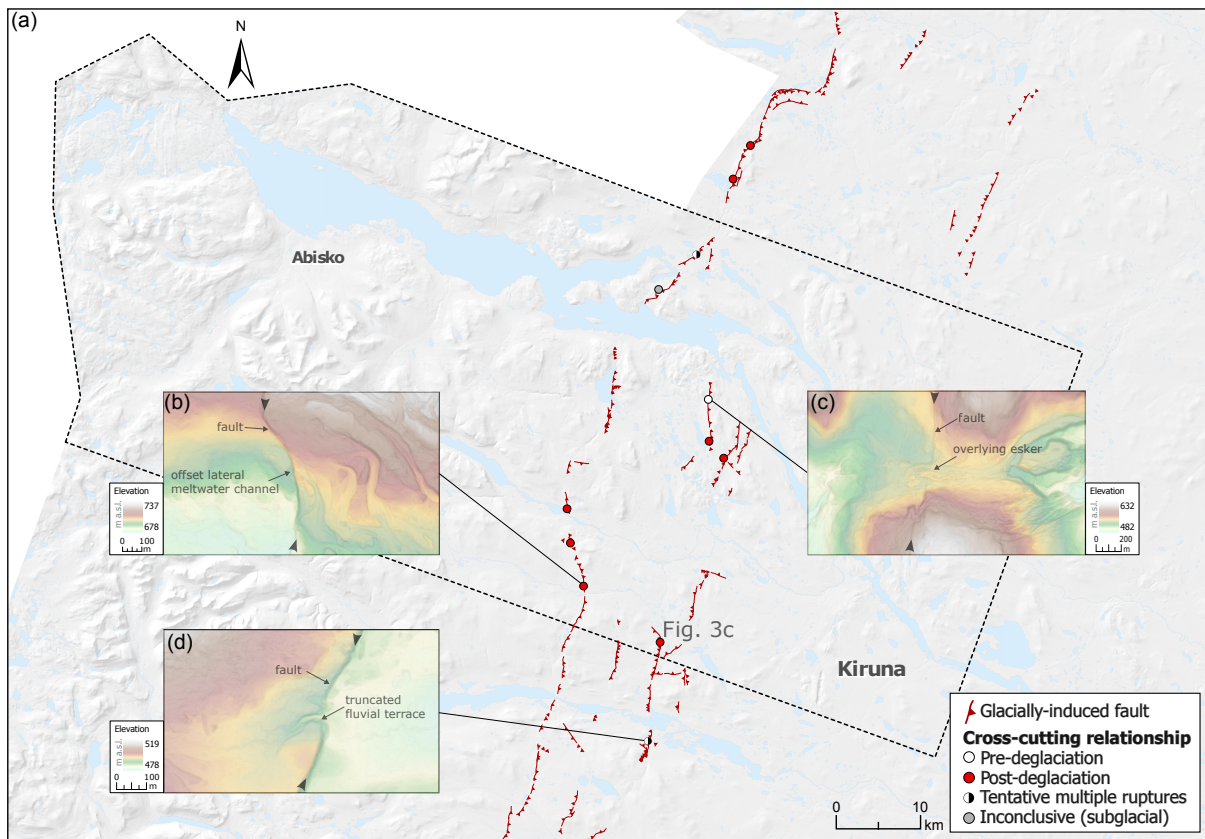 (a)
N
Abisko
(b)
fault
offset lateral
meltwater channel
Elevation
m a.s.l.
737
678
0 100
m
(c)
fault
overlying esker
Elevation
m a.s.l.
632
482
0 200
m
(d)
fault
truncated
fluvial terrace
Elevation
m a.s.l.
519
478
0 100
m
Fig. 3c
Kiruna
0 10
km
Glacially-induced fault
Cross-cutting relationship
Pre-deglaciation
Post-deglaciation
Tentative multiple ruptures
Inconclusive (subglacial)